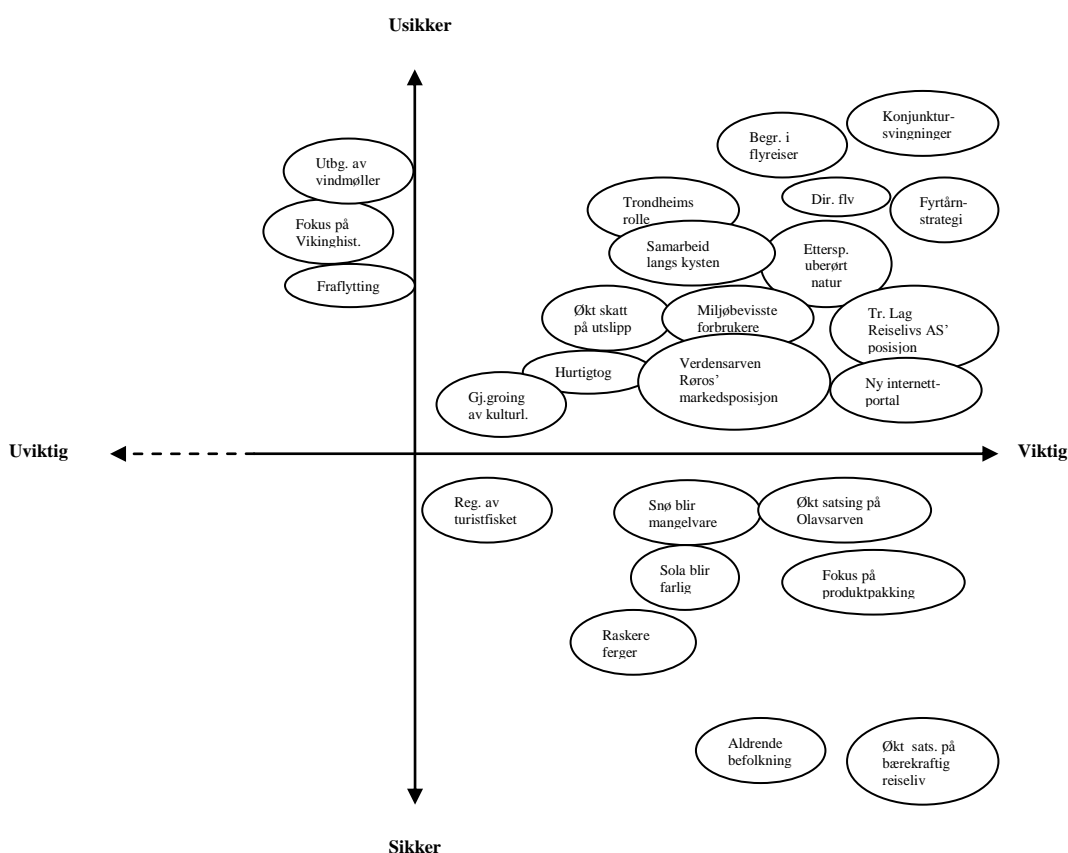 Usikker
Konjunktur-
svingninger
Begr. i
flyreiser
Utbg. av
vindmøller
Dir. flv
Trondheims
rolle
Fyrtårn-
strategi
Fokus på
Vikinghist.
Samarbeid
langs kysten
Ettersp.
uberørt
natur
Fraflytting
Økt skatt
på utslipp
Miljøbevisste
forbrukere
Tr. Lag
Reiselivs AS’
posisjon
Hurtigtog
Verdensarven
Røros’
markedsposisjon
Ny internett-
portal
Gj.groing
av kulturl.
Uviktig
Viktig
Reg. av
turistfisket
Snø blir
mangelvare
Økt satsing på
Olavsarven
Sola blir
farlig
Fokus på
produktpakking
Raskere
ferger
Aldrende
befolkning
Økt sats. på
bærekraftig
reiseliv
Sikker